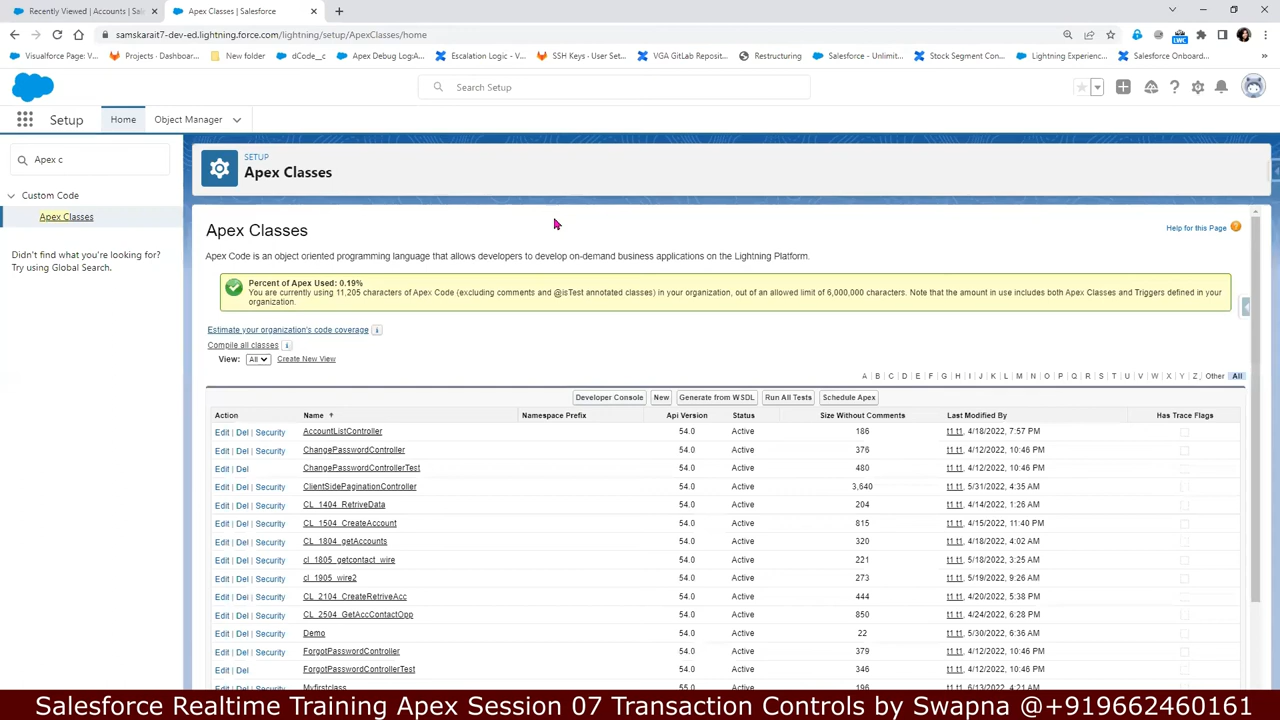 Recently Viewed | Accounts | Sal
Apex Classes | Salesforce
samskarait7-dev-ed.lightning.force.com/lightning/setup/ApexClasses/home
Visualforce Page: V...
Projects · Dashboar...
New folder
dCode__c
Apex Debug Log:A...
Escalation Logic - V...
SSH Keys · User Set...
VGA GitLab Reposit...
Restructuring
Salesforce - Unlimit...
Stock Segment Con...
Lightning Experienc...
Salesforce Onboard...
Search Setup
Setup Home Object Manager
Apex c
Custom Code
Apex Classes
Didn't find what you're looking for?
Try using Global Search.
SETUP
Apex Classes
Apex Classes
Help for this Page
Apex Code is an object oriented programming language that allows developers to develop on-demand business applications on the Lightning Platform.
Percent of Apex Used: 0.19%
You are currently using 11,205 characters of Apex Code (excluding comments and @isTest annotated classes) in your organization, out of an allowed limit of 6,000,000 characters. Note that the amount in use includes both Apex Classes and Triggers defined in your
organization.
Estimate your organization's code coverage i
Compile all classes i
View: All Create New View
A | B | C | D | E | F | G | H | I | J | K | L | M | N | O | P | Q | R | S | T | U | V | W | X | Y | Z | Other All
Developer Console New Generate from WSDL Run All Tests Schedule Apex
Action Name Namespace Prefix Api Version Status Size Without Comments Last Modified By Has Trace Flags
Edit | Del | Security AccountListController 54.0 Active 186 t1 t1, 4/18/2022, 7:57 PM
Edit | Del | Security ChangePasswordController 54.0 Active 376 t1 t1, 4/12/2022, 10:46 PM
Edit | Del ChangePasswordControllerTest 54.0 Active 480 t1 t1, 4/12/2022, 10:46 PM
Edit | Del | Security ClientSidePaginationController 54.0 Active 3,640 t1 t1, 5/31/2022, 4:35 AM
Edit | Del | Security CL_1404_RetriveData 54.0 Active 204 t1 t1, 4/14/2022, 1:26 AM
Edit | Del | Security CL_1504_CreateAccount 54.0 Active 815 t1 t1, 4/15/2022, 11:40 PM
Edit | Del | Security CL_1804_getAccounts 54.0 Active 320 t1 t1, 4/18/2022, 4:02 AM
Edit | Del | Security cl_1805_getcontact_wire 54.0 Active 221 t1 t1, 5/18/2022, 3:25 AM
Edit | Del | Security cl_1905_wire2 54.0 Active 273 t1 t1, 5/19/2022, 9:26 AM
Edit | Del | Security CL_2104_CreateRetriveAcc 54.0 Active 444 t1 t1, 4/20/2022, 5:38 PM
Edit | Del | Security CL_2504_GetAccContactOpp 54.0 Active 850 t1 t1, 4/24/2022, 6:28 PM
Edit | Del | Security Demo 54.0 Active 22 t1 t1, 5/30/2022, 6:36 AM
Edit | Del | Security ForgotPasswordController 54.0 Active 379 t1 t1, 4/12/2022, 10:46 PM
Edit | Del ForgotPasswordControllerTest 54.0 Active 346 t1 t1, 4/12/2022, 10:46 PM
Edit | Del | Security Myfirstclass 55.0 Active 196 t1 t1, 6/13/2022, 4:21 AM
Salesforce Realtime Training Apex Session 07 Transaction Controls by Swapna @+919662460161